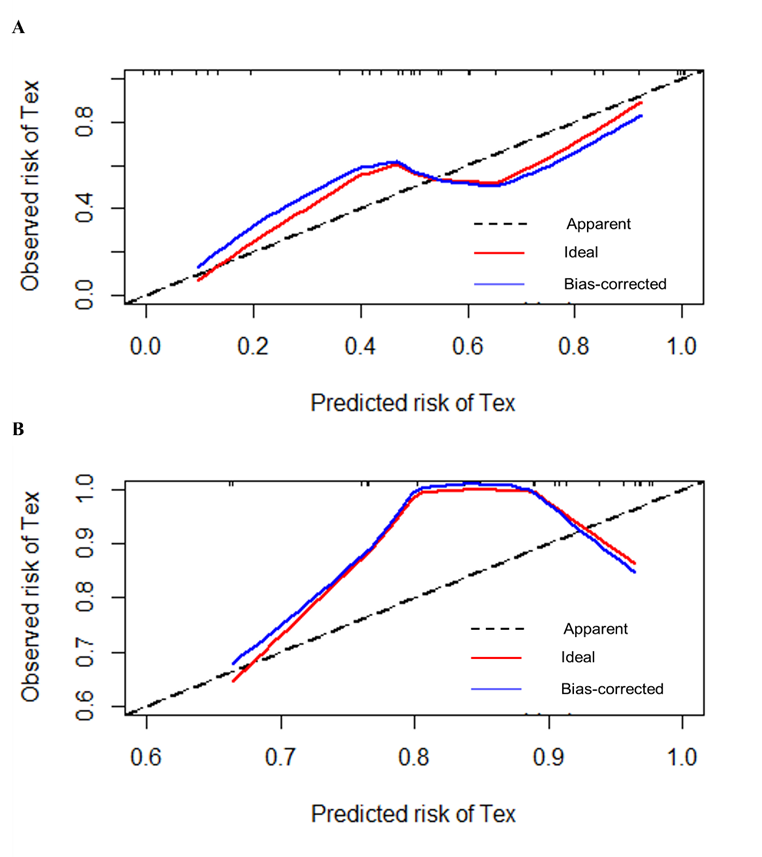 A
Observed risk of Tex
0.8
0.4
0.0
Apparent
Ideal
Bias-corrected
0.0 0.2 0.4 0.6 0.8 1.0
Predicted risk of Tex
B
Observed risk of Tex
1.0
0.9
0.8
0.7
0.6
Apparent
Ideal
Bias-corrected
0.6 0.7 0.8 0.9 1.0
Predicted risk of Tex